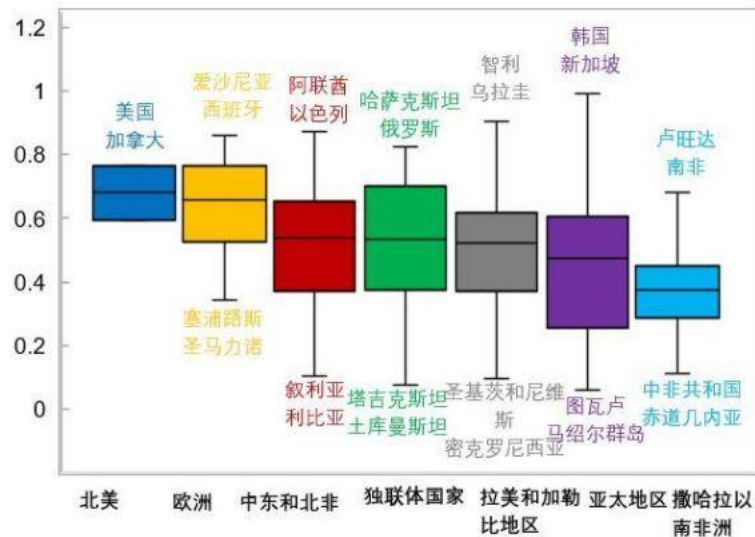 1.2
1
0.8
0.6
0.4
0.2
0
美国
加拿大
爱沙尼亚
西班牙
塞浦路斯
圣马力诺
阿联酋
以色列
叙利亚
利比亚
哈萨克斯坦
俄罗斯
塔吉克斯坦
土库曼斯坦
智利
乌拉圭
圣基茨和尼维
斯
密克罗尼西亚
韩国
新加坡
图瓦卢
马绍尔群岛
卢旺达
南非
中非共和国
赤道几内亚
北美
欧洲
中东和北非
独联体国家
拉美和加勒
比地区
亚太地区
撒哈拉以
南非洲